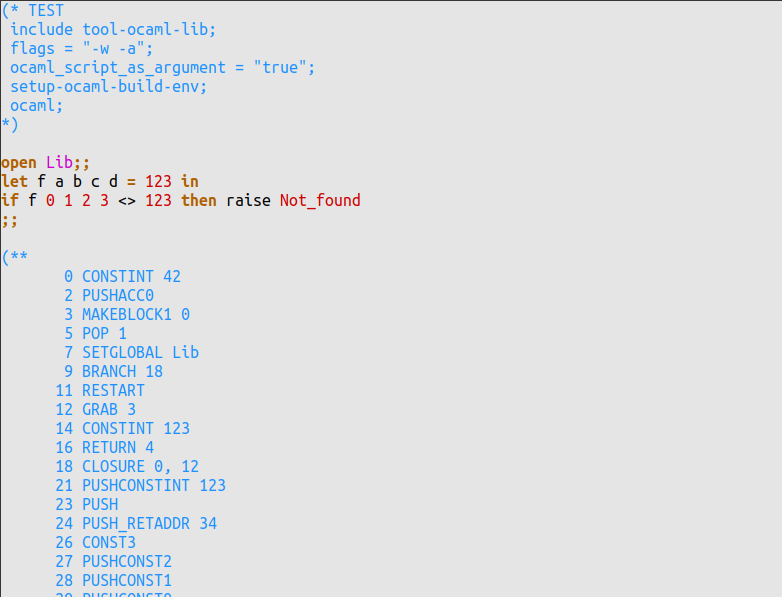 (* TEST
 include tool-ocaml-lib;
 flags = "-w -a";
 ocaml_script_as_argument = "true";
 setup-ocaml-build-env;
 ocaml;
*)

open Lib;;
let f a b c d = 123 in
if f 0 1 2 3 <> 123 then raise Not_found
;;

(**
       0 CONSTINT 42
       2 PUSHACC0
       3 MAKEBLOCK1 0
       5 POP 1
       7 SETGLOBAL Lib
       9 BRANCH 18
      11 RESTART
      12 GRAB 3
      14 CONSTINT 123
      16 RETURN 4
      18 CLOSURE 0, 12
      21 PUSHCONSTINT 123
      23 PUSH
      24 PUSH_RETADDR 34
      26 CONST3
      27 PUSHCONST2
      28 PUSHCONST1
      29 PUSHCONST0